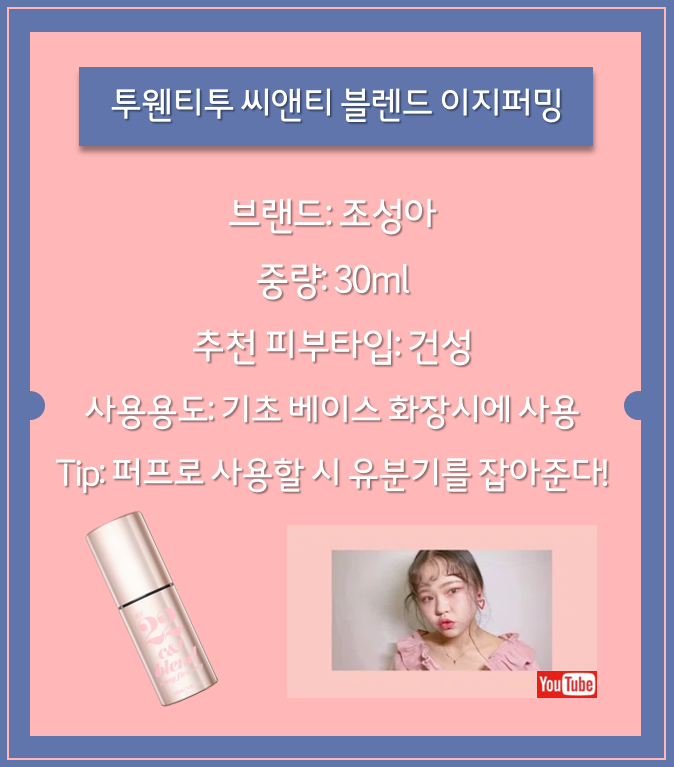 투웬티투 씨앤티 블렌드 이지퍼밍
브랜드: 조성아
중량: 30ml
추천 피부타입: 건성
사용용도: 기초 베이스 화장시에 사용
Tip: 퍼프로 사용할 시 유분기를 잡아준다!
22
c&t
blend
YouTube